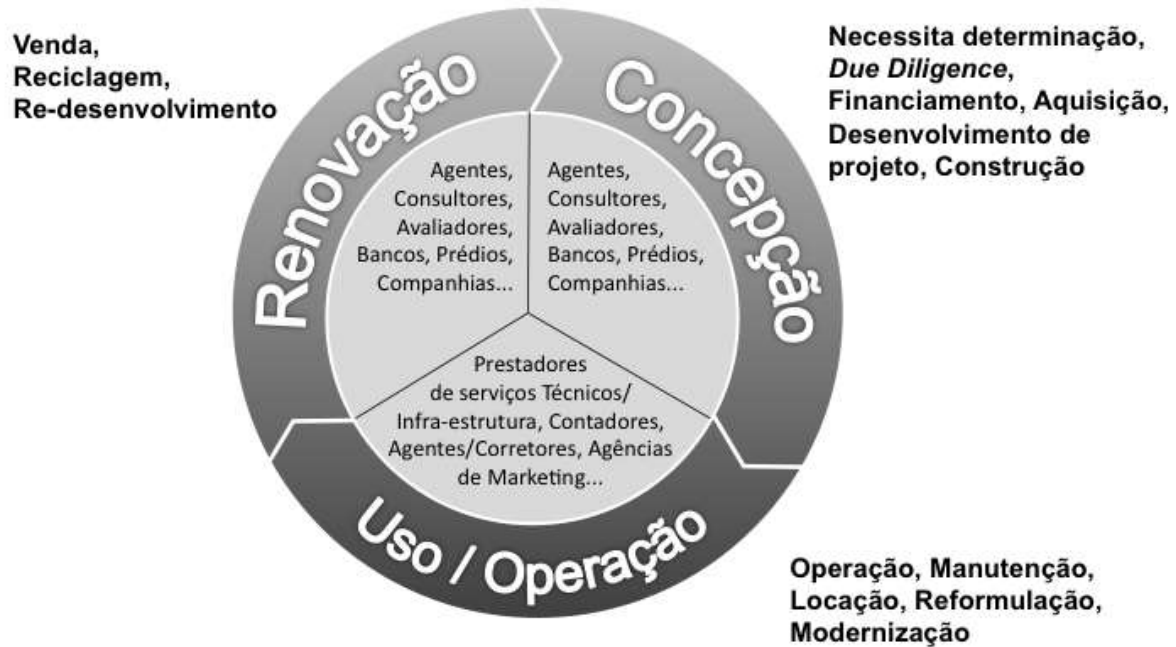 Venda,
Reciclagem,
Re-desenvolvimento
Renovação
Concepção
Necessita determinação,
Due Diligence,
Financiamento, Aquisição,
Desenvolvimento de
projeto, Construção
Agentes,
Consultores,
Avaliadores,
Bancos, Prédios,
Companhias...
Agentes,
Consultores,
Avaliadores,
Bancos, Prédios,
Companhias...
Prestadores
de serviços Técnicos/
Infra-estrutura, Contadores,
Agentes/Corretores, Agências
de Marketing...
Uso / Operação
Operação, Manutenção,
Locação, Reformulação,
Modernização